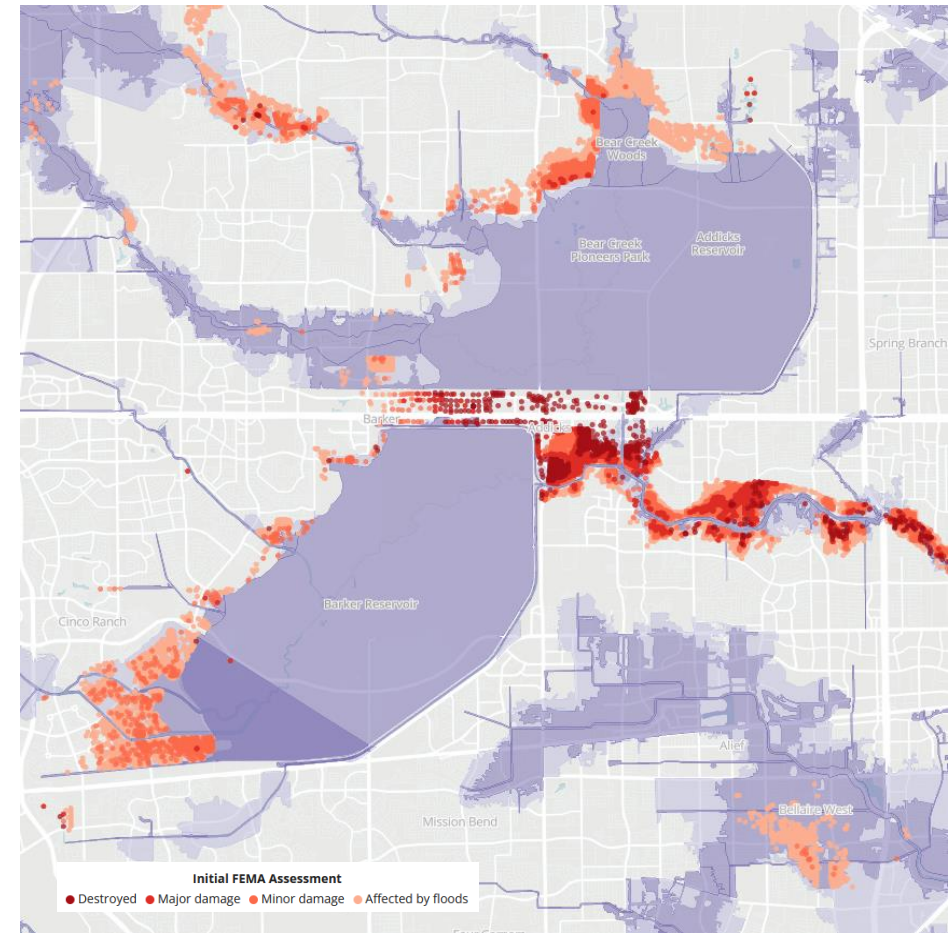 Bear Creek
Woods
Bear Creek
Pioneers Park
Addicks
Reservoir
Spring Branch
Barker
Addicks
Barker Reservoir
Cinco Ranch
Alief
Bellaire West
Mission Bend
Initial FEMA Assessment
Destroyed Major damage Minor damage Affected by floods